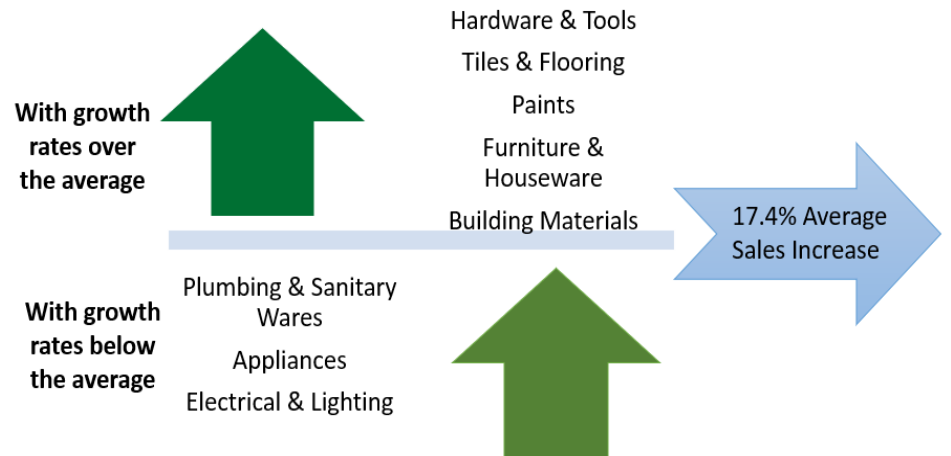 With growth
rates over
the average
Hardware & Tools
Tiles & Flooring
Paints
Furniture &
Houseware
Building Materials
17.4% Average
Sales Increase
With growth
rates below
the average
Plumbing & Sanitary
Wares
Appliances
Electrical & Lighting